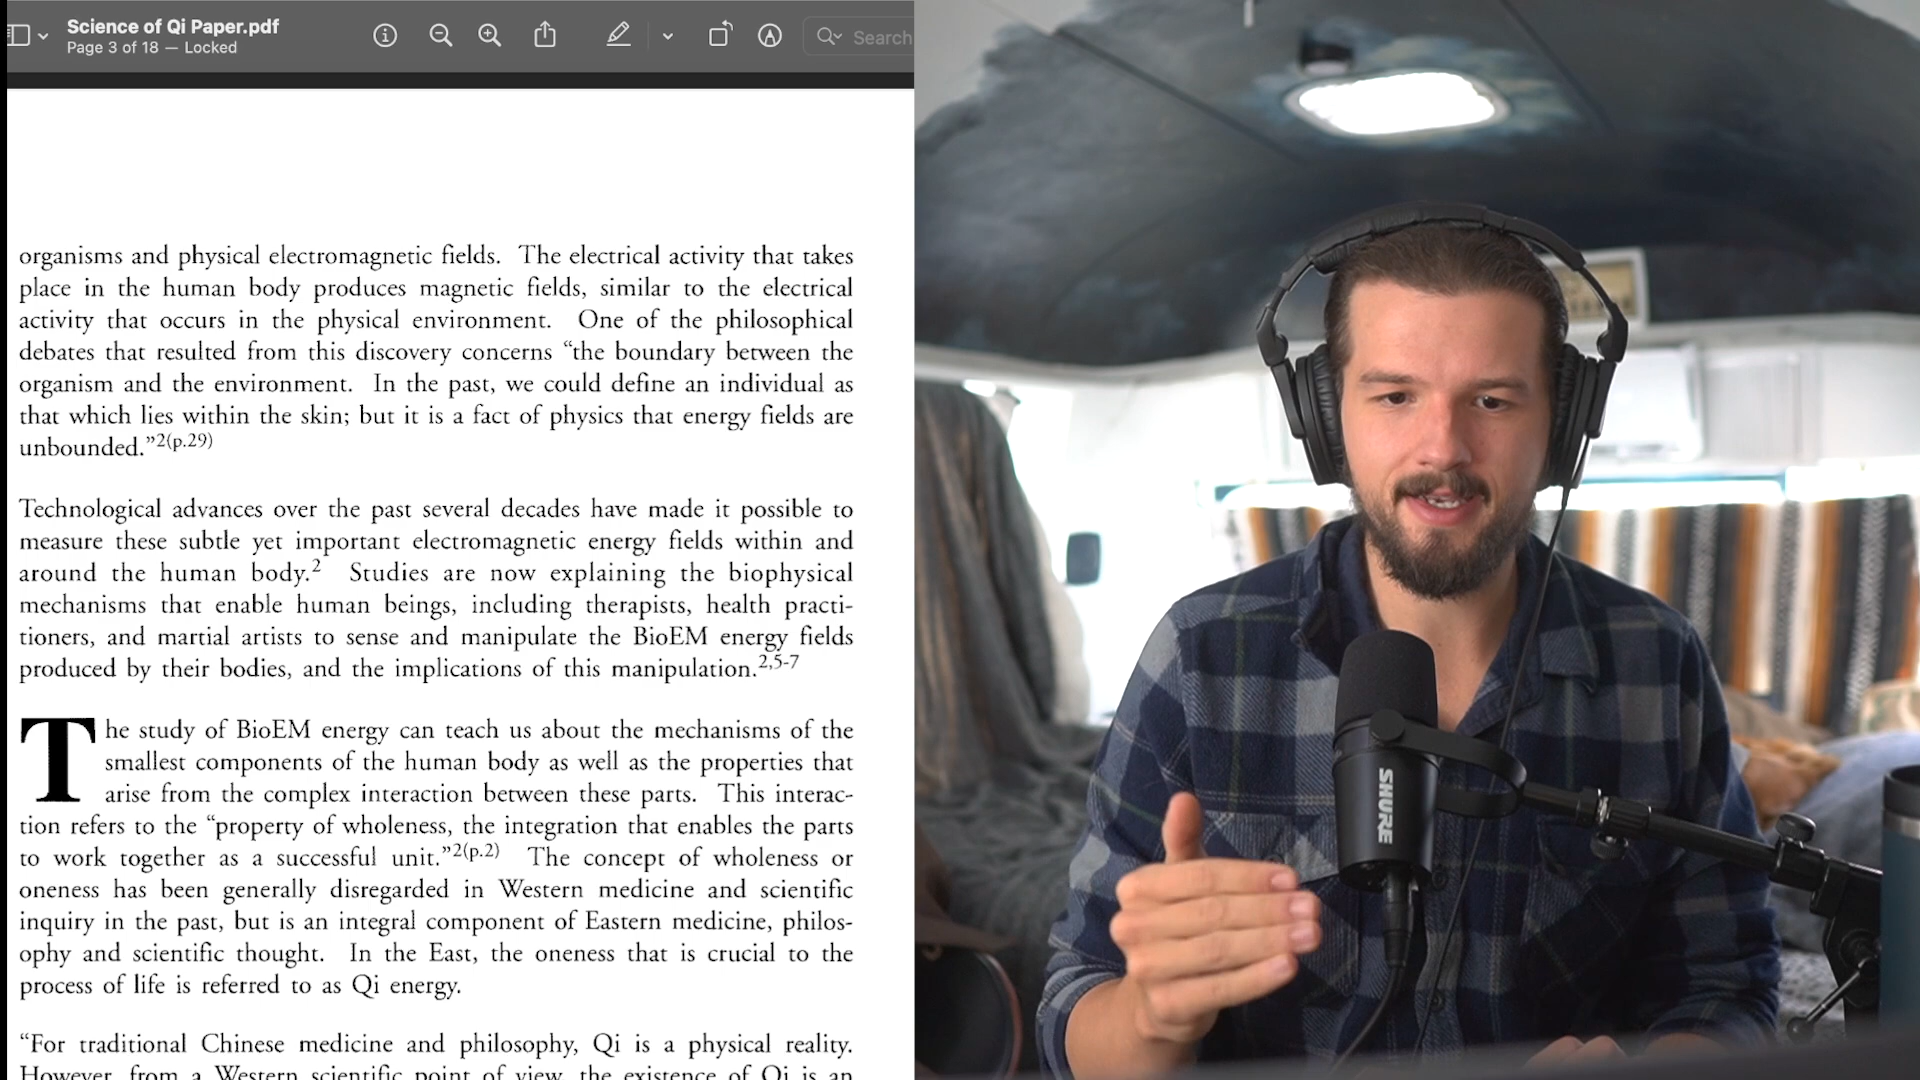 Science of Qi Paper.pdf
Page 3 of 18 — Locked
Search
organisms and physical electromagnetic fields. The electrical activity that takes
place in the human body produces magnetic fields, similar to the electrical
activity that occurs in the physical environment. One of the philosophical
debates that resulted from this discovery concerns “the boundary between the
organism and the environment. In the past, we could define an individual as
that which lies within the skin; but it is a fact of physics that energy fields are
unbounded.”2(p.29)
Technological advances over the past several decades have made it possible to
measure these subtle yet important electromagnetic energy fields within and
around the human body.2 Studies are now explaining the biophysical
mechanisms that enable human beings, including therapists, health practi-
tioners, and martial artists to sense and manipulate the BioEM energy fields
produced by their bodies, and the implications of this manipulation.2,5-7
The study of BioEM energy can teach us about the mechanisms of the
smallest components of the human body as well as the properties that
arise from the complex interaction between these parts. This interac-
tion refers to the “property of wholeness, the integration that enables the parts
to work together as a successful unit.”2(p.2) The concept of wholeness or
oneness has been generally disregarded in Western medicine and scientific
inquiry in the past, but is an integral component of Eastern medicine, philos-
ophy and scientific thought. In the East, the oneness that is crucial to the
process of life is referred to as Qi energy.
“For traditional Chinese medicine and philosophy, Qi is a physical reality.
However, from a Western scientific point of view, the existence of Qi is an
SHURE